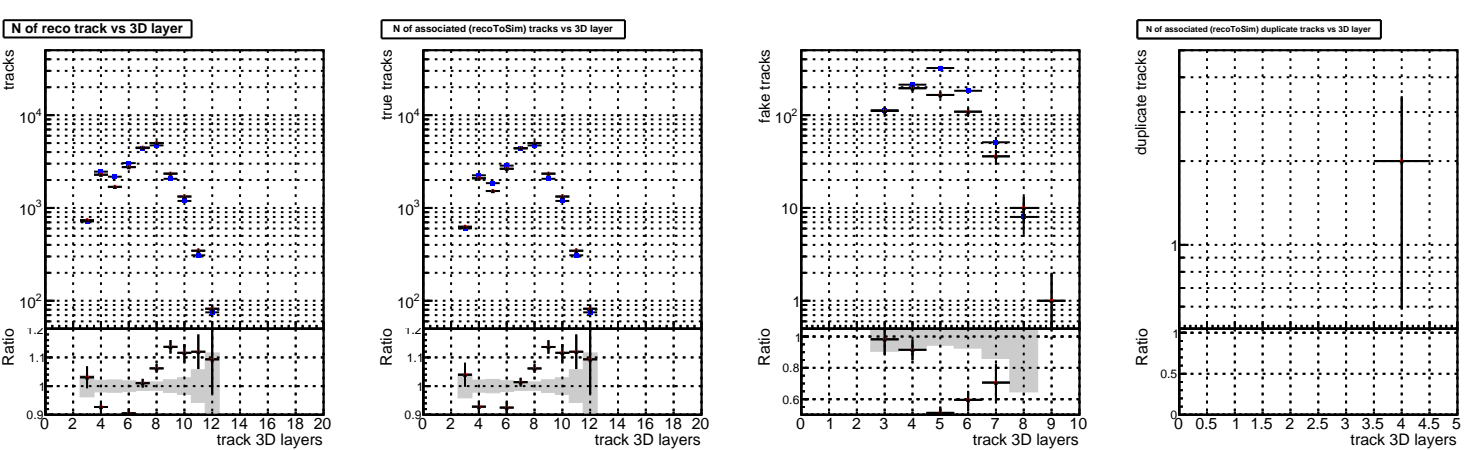 N of reco track vs 3D layer
tracks
10^4
10^3
10^2
Ratio
1.2
1.1
1
0.9
0 2 4 6 8 10 12 14 16 18 20
track 3D layers
N of associated (recoToSim) tracks vs 3D layer
true tracks
10^4
10^3
10^2
Ratio
1.2
1.1
1
0.9
0 2 4 6 8 10 12 14 16 18 20
track 3D layers
fake tracks
10^2
10
1
Ratio
1
0.8
0.6
0 1 2 3 4 5 6 7 8 9 10
track 3D layers
N of associated (recoToSim) duplicate tracks vs 3D layer
duplicate tracks
1
Ratio
1
0.5
0
0 0.5 1 1.5 2 2.5 3 3.5 4 4.5 5
track 3D layers